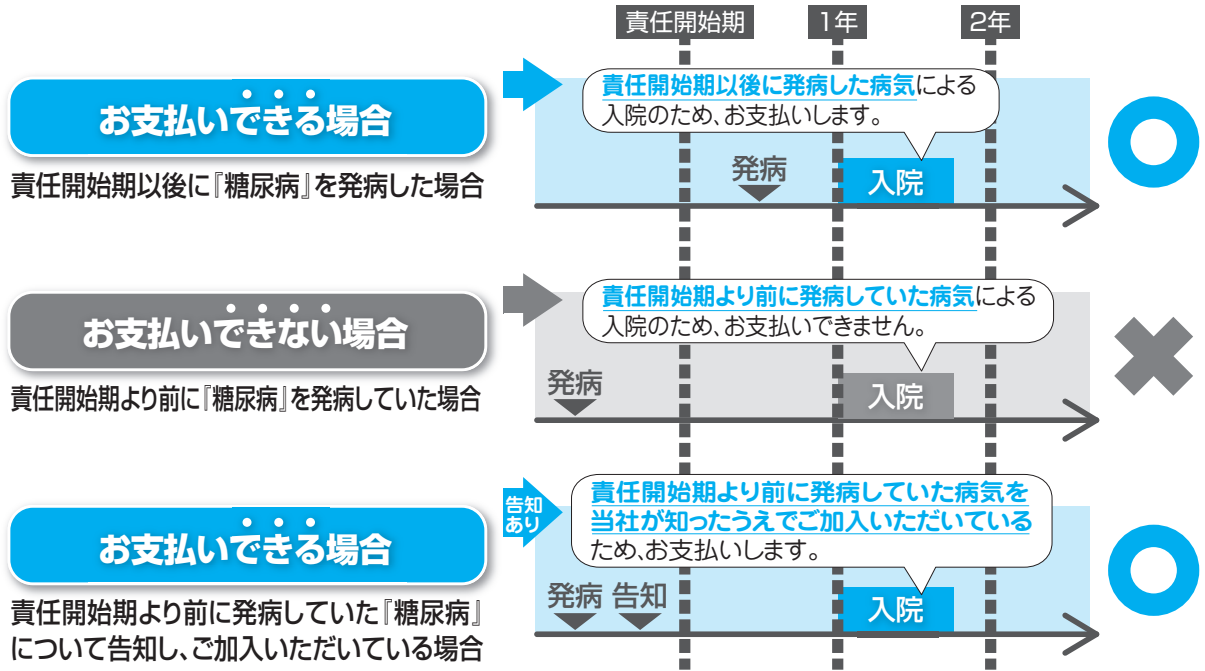 責任開始期 1年 2年
お支払いできる場合
責任開始期以後に『糖尿病』を発病した場合
責任開始期以後に発病した病気による
入院のため、お支払いします。
発病
入院
お支払いできない場合
責任開始期より前に『糖尿病』を発病していた場合
責任開始期より前に発病していた病気による
入院のため、お支払いできません。
発病
入院
お支払いできる場合
責任開始期より前に発病していた『糖尿病』
について告知し、ご加入いただいている場合
告知
あり
責任開始期より前に発病していた病気を
当社が知ったうえでご加入いただいている
ため、お支払いします。
発病 告知
入院